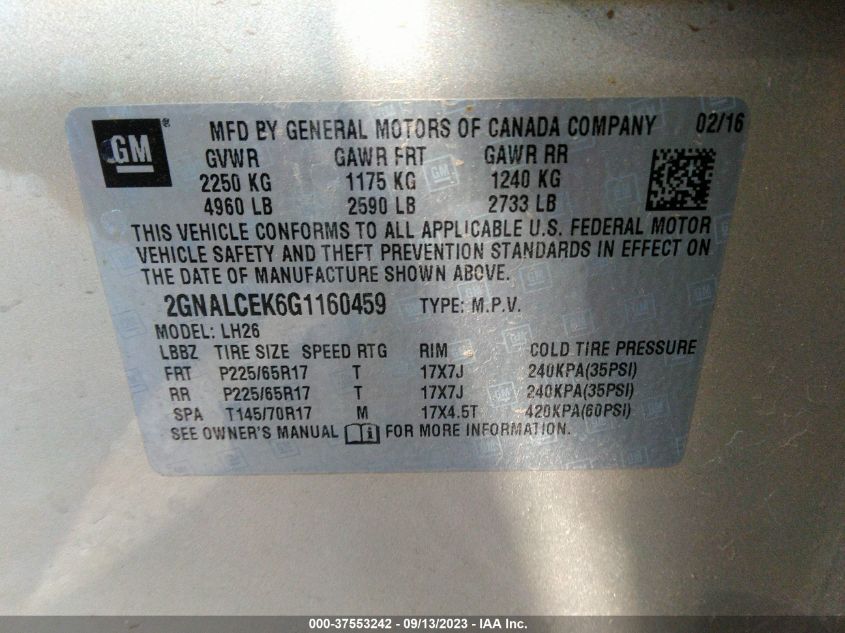 GM ®
MFD BY GENERAL MOTORS OF CANADA COMPANY 02/16
GVWR GAWR FRT GAWR RR
2250 KG 1175 KG 1240 KG
4960 LB 2590 LB 2733 LB
THIS VEHICLE CONFORMS TO ALL APPLICABLE U.S. FEDERAL MOTOR
VEHICLE SAFETY AND THEFT PREVENTION STANDARDS IN EFFECT ON
THE DATE OF MANUFACTURE SHOWN ABOVE.
2GNALCEK6G1160459 TYPE: M.P.V.
MODEL: LH26
LBBZ TIRE SIZE SPEED RTG RIM COLD TIRE PRESSURE
FRT P225/65R17 T 17X7J 240KPA(35PSI)
RR P225/65R17 T 17X7J 240KPA(35PSI)
SPA T145/70R17 M 17X4.5T 420KPA(60PSI)
SEE OWNER'S MANUAL FOR MORE INFORMATION.
000-37553242 - 09/13/2023 - IAA Inc.